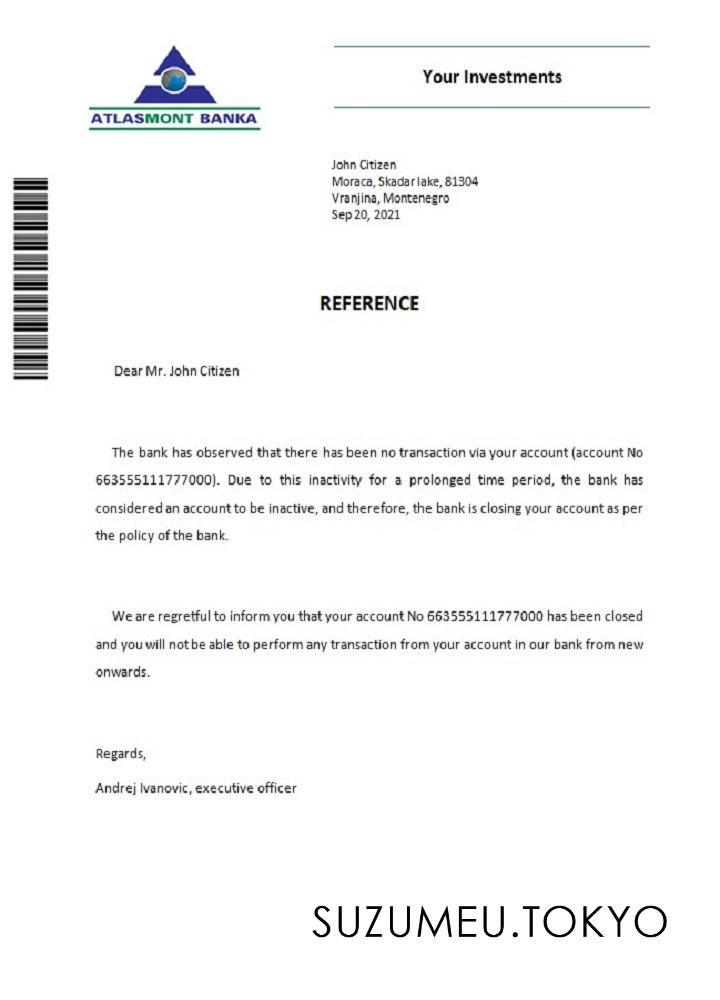 ATLASMONT BANKA
Your Investments
John Citizen
Moraca, Skadar lake, 81304
Vranjina, Montenegro
Sep 20, 2021
REFERENCE
Dear Mr. John Citizen
The bank has observed that there has been no transaction via your account (account No
663555111777000). Due to this inactivity for a prolonged time period, the bank has
considered an account to be inactive, and therefore, the bank is closing your account as per
the policy of the bank.
We are regretful to inform you that your account No 663555111777000 has been closed
and you will not be able to perform any transaction from your account in our bank from new
onwards.
Regards,
Andrej Ivanovic, executive officer
SUZUMEU.TOKYO